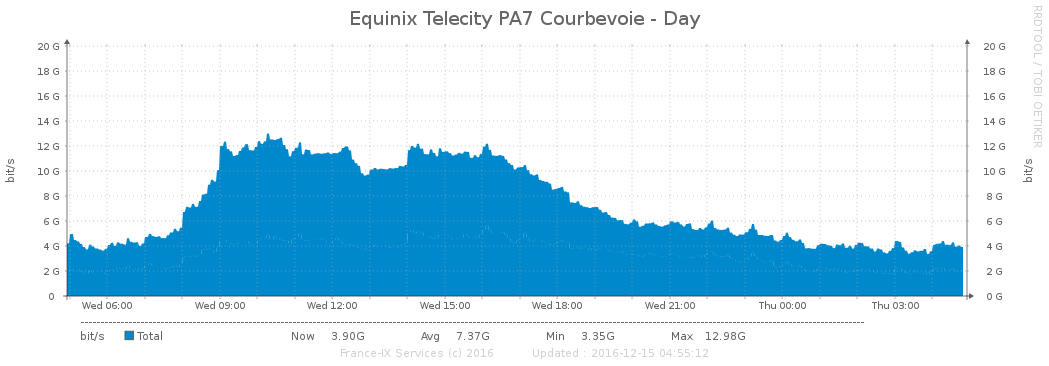 Equinix Telecity PA7 Courbevoie - Day
RRDTOOL / TOBI OETIKER
bit/s
20 G 20 G
18 G 18 G
16 G 16 G
14 G 14 G
12 G 12 G
10 G 10 G
8 G 8 G
6 G 6 G
4 G 4 G
2 G 2 G
0 0 G
bit/s
Wed 06:00 Wed 09:00 Wed 12:00 Wed 15:00 Wed 18:00 Wed 21:00 Thu 00:00 Thu 03:00
bit/s Total Now 3.90G Avg 7.37G Min 3.35G Max 12.98G
France-IX Services (c) 2016 Updated : 2016-12-15 04:55:12